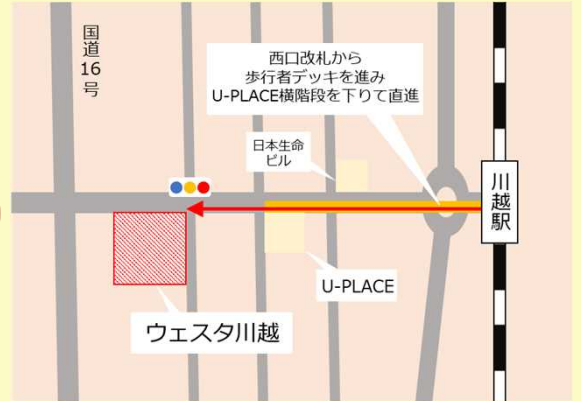 国道16号
西口改札から
歩行者デッキを進み
U-PLACE横階段を下りて直進
日本生命
ビル
川越駅
U-PLACE
ウェスタ川越